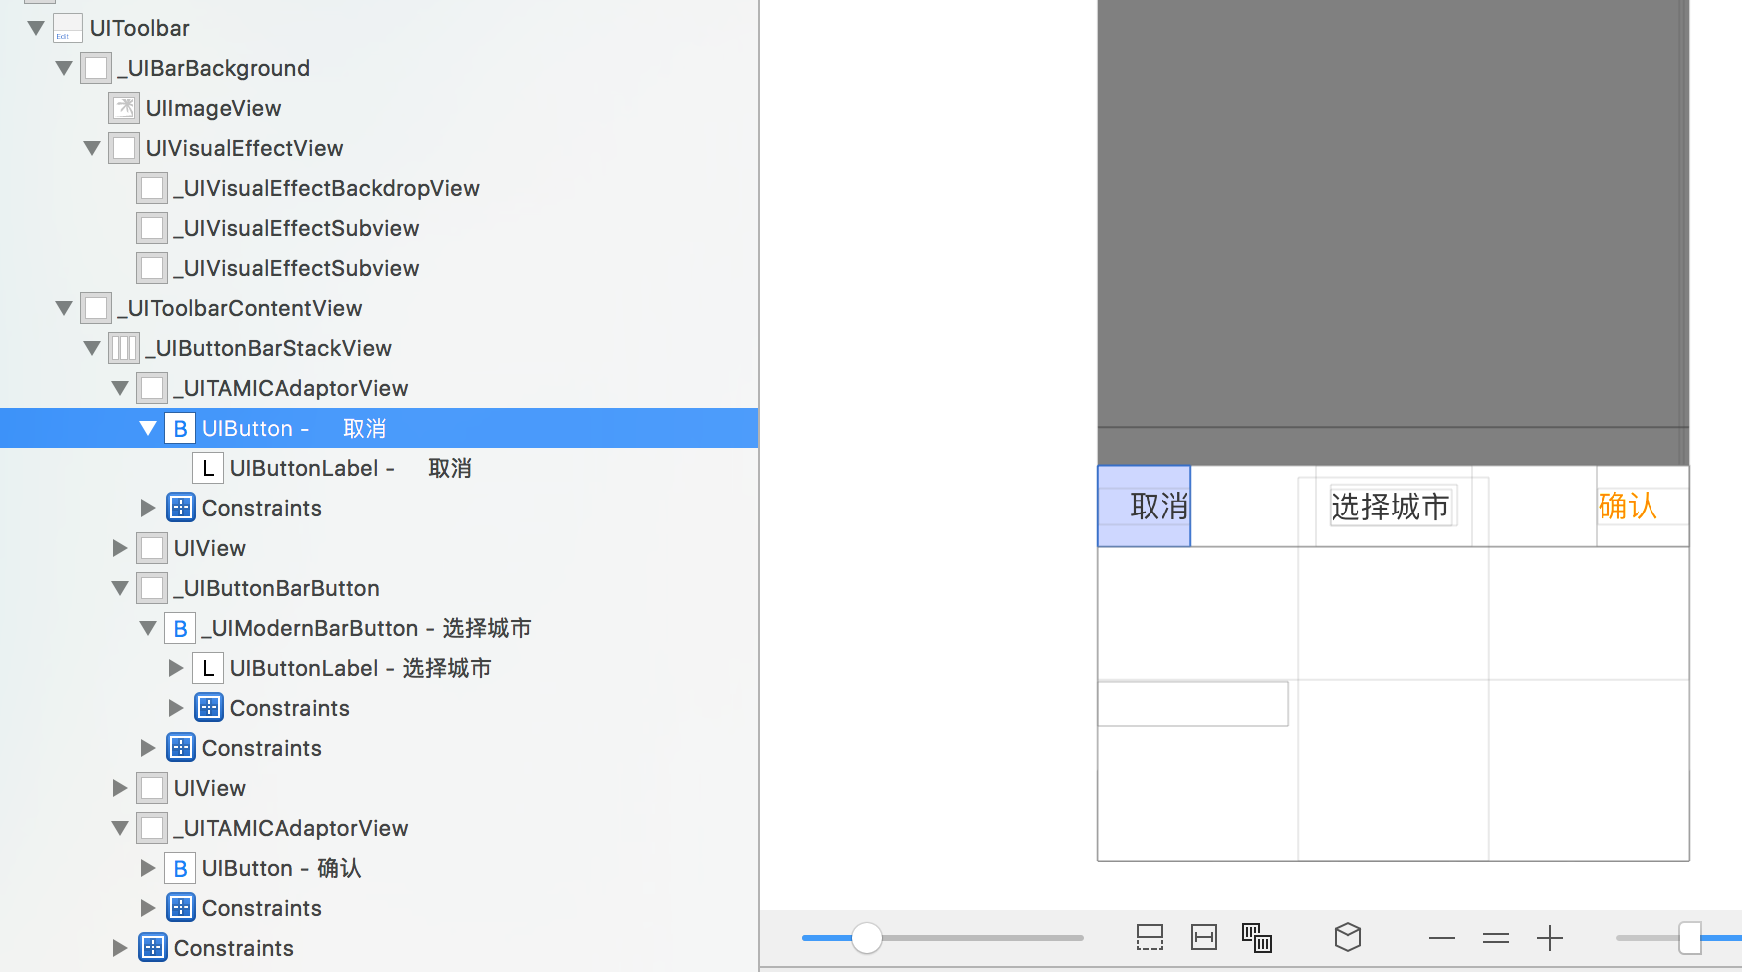 UIToolbar
Edit
_UIBarBackground
UIImageView
UIVisualEffectView
_UIVisualEffectBackdropView
_UIVisualEffectSubview
_UIVisualEffectSubview
_UIToolbarContentView
_UIButtonBarStackView
_UITAMICAdaptorView
B UIButton - 取消
L UIButtonLabel - 取消
Constraints
UIView
_UIButtonBarButton
B _UIModernBarButton - 选择城市
L UIButtonLabel - 选择城市
Constraints
Constraints
UIView
_UITAMICAdaptorView
B UIButton - 确认
Constraints
Constraints
取消 选择城市 确认